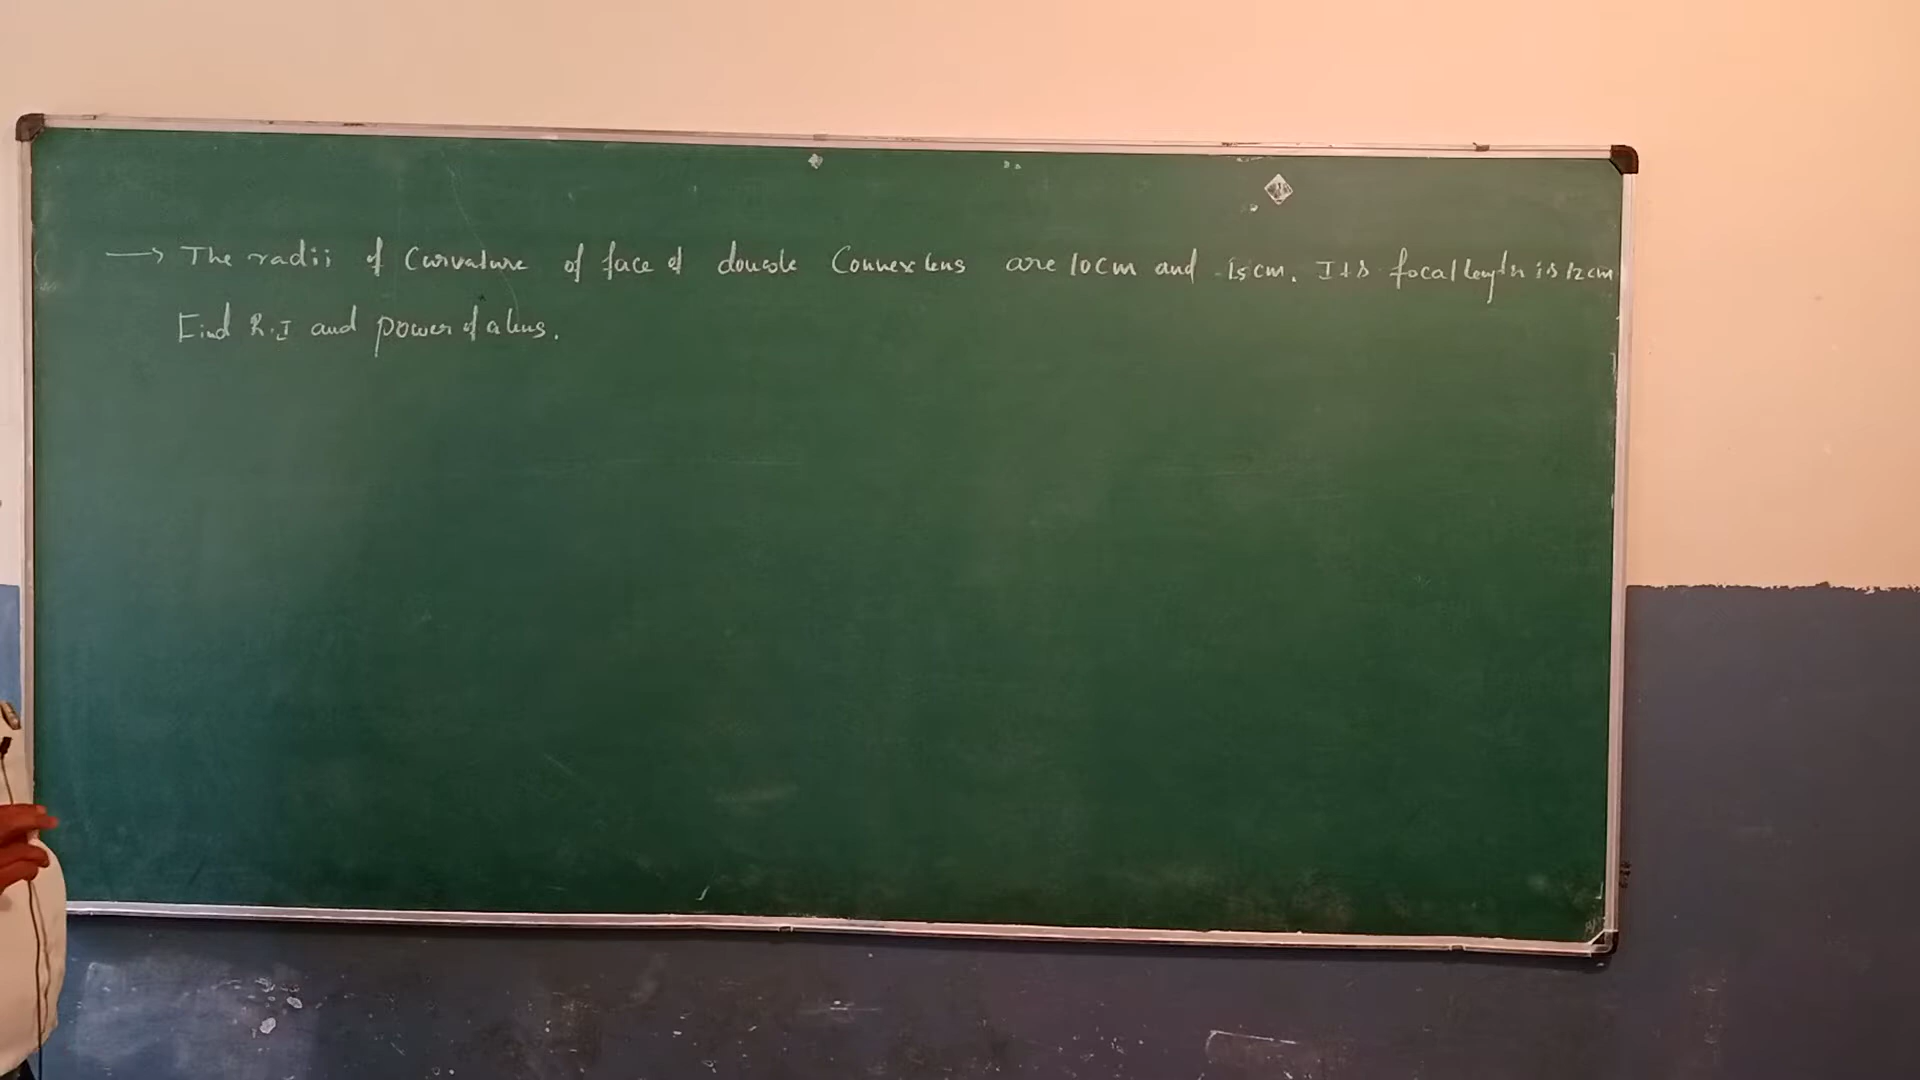 → The radii of Curvature of face of double Convex lens are 10cm and -15cm. Its focal length is 12cm
Find R.I and power of a lens.